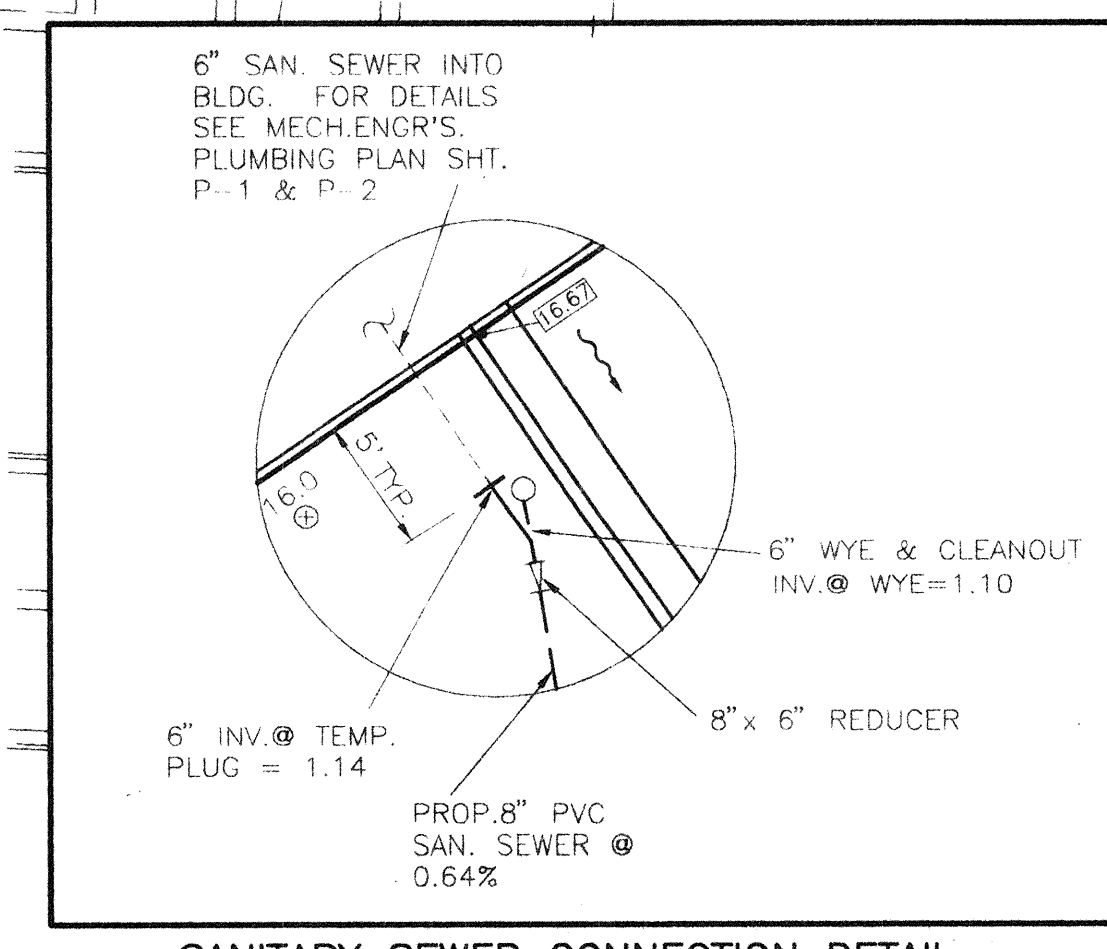 6" SAN. SEWER INTO
BLDG. FOR DETAILS
SEE MECH.ENGR'S.
PLUMBING PLAN SHT.
P-1 & P-2
16.67
5' TYP.
16.0
6" WYE & CLEANOUT
INV.@ WYE=1.10
8"x 6" REDUCER
6" INV.@ TEMP.
PLUG = 1.14
PROP.8" PVC
SAN. SEWER @
0.64%
SANITARY SEWER CONNECTION DETAIL